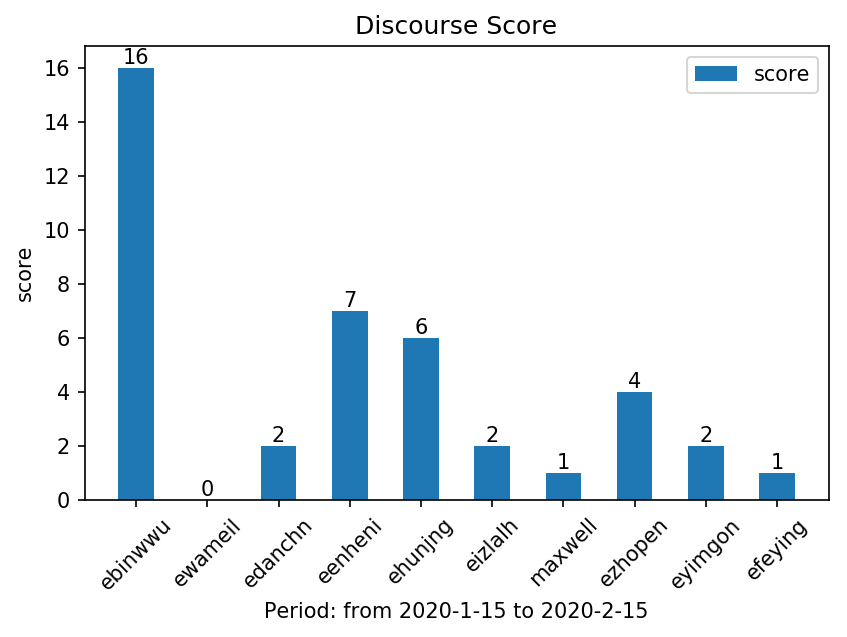 Discourse Score
score
16
14
12
10
8
6
4
2
0
score
16
0
2
7
6
2
1
4
2
1
ebinwwu
ewameil
edanchn
eenheni
ehunjng
eizlalh
maxwell
ezhopen
eyimgon
efeying
Period: from 2020-1-15 to 2020-2-15